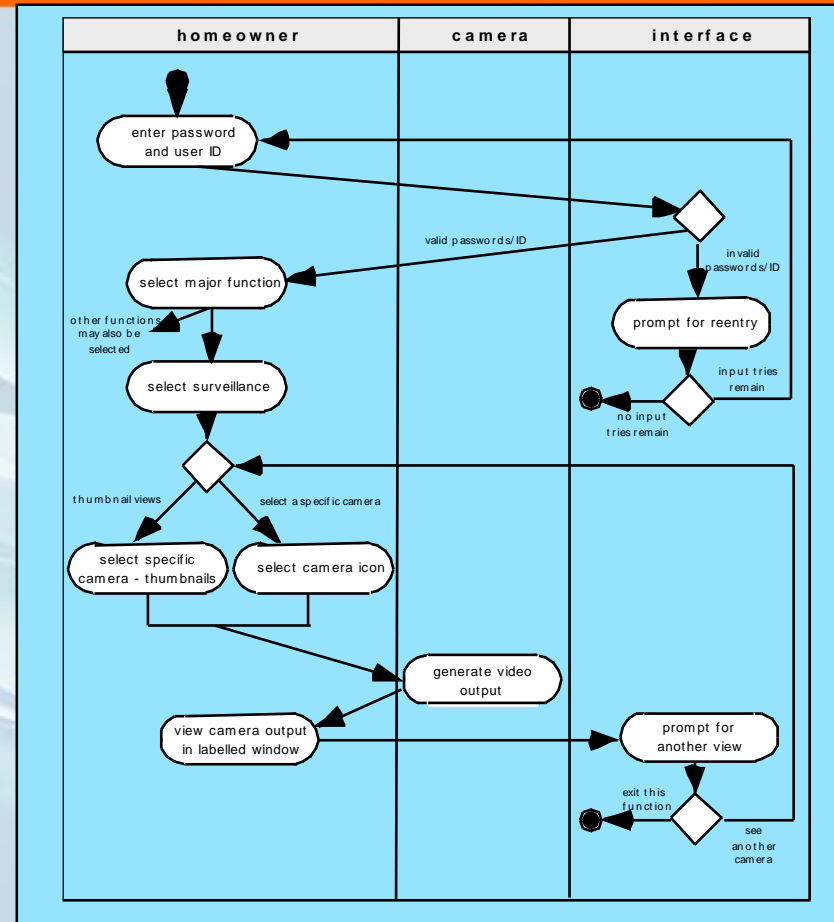 homeowner
camera
interface
enter password
and user ID
valid passwords/ID
invalid
passwords/ID
select major function
other functions
may also be
selected
prompt for reentry
input tries
remain
select surveillance
no input
tries remain
thumbnail views
select a specific camera
select specific
camera - thumbnails
select camera icon
generate video
output
view camera output
in labelled window
prompt for
another view
exit this
function
see
another
camera